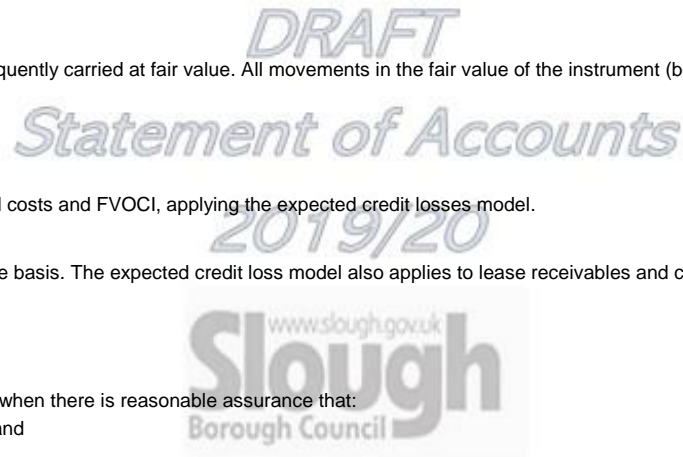 DRAFT
quently carried at fair value. All movements in the fair value of the instrument (b
Statement of Accounts
l costs and FVOCI, applying the expected credit losses model.
2019/20
e basis. The expected credit loss model also applies to lease receivables and c
www.slough.gov.uk
Slough
when there is reasonable assurance that:
Borough Council
and